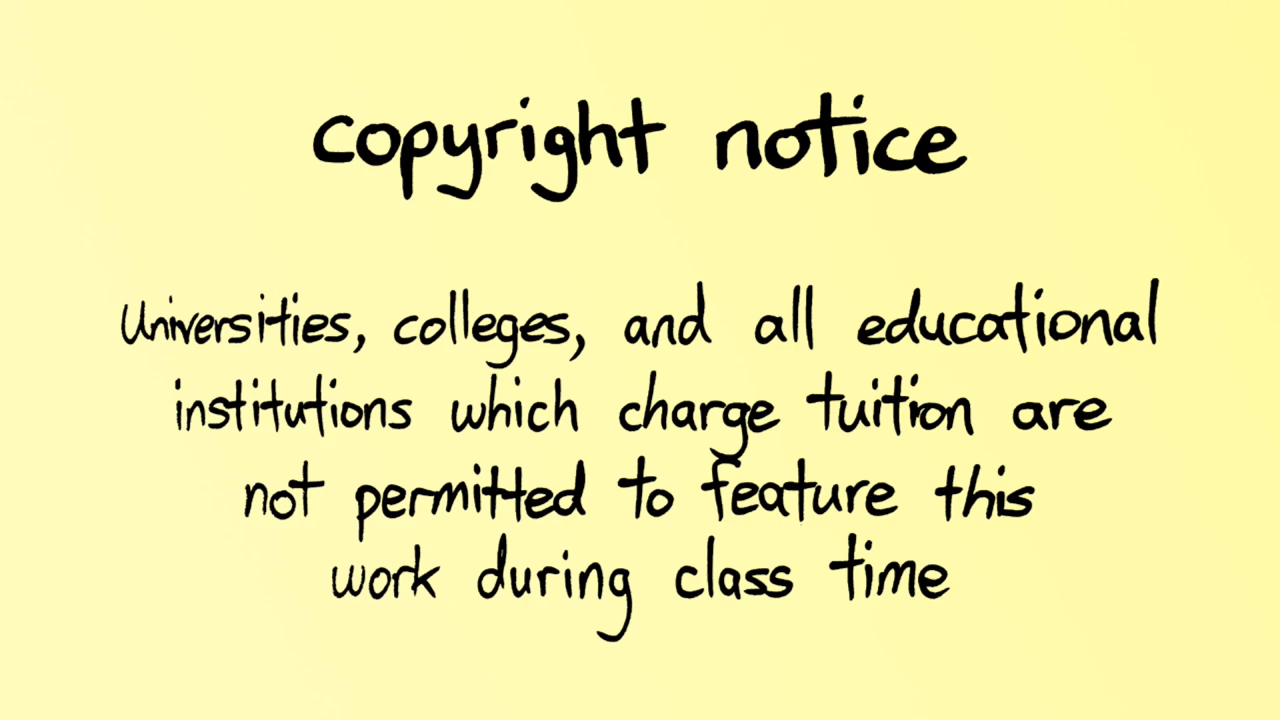 copyright notice
Universities, colleges, and all educational
institutions which charge tuition are
not permitted to feature this
work during class time